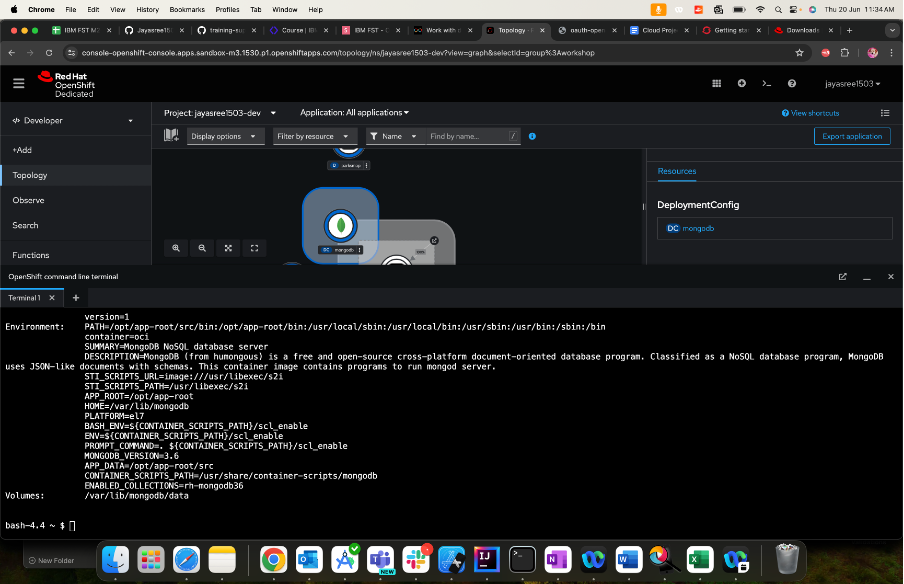 Chrome File Edit View History Bookmarks Profiles Tab Window Help Thu 20 Jun 11:34AM
IBM FST M Jayasree15 training-su Course | IB IBM FST - C Work with Topology - oauth-open Cloud Proje Getting star Downloads
console-openshift-console.apps.sandbox-m3.1530.p1.openshiftapps.com/topology/ns/jayasree1503-dev?view=graph&selectId=group%3Aworkshop
Red Hat
OpenShift
Dedicated
jayasree1503
Developer
Project: jayasree1503-dev Application: All applications
View shortcuts
Display options Filter by resource Name Find by name... / Export application
+Add
Topology
Observe
Search
Functions
D
DC mongodb
Resources
DeploymentConfig
DC mongodb
OpenShift command line terminal
Terminal 1
version=1
Environment: PATH=/opt/app-root/src/bin:/opt/app-root/bin:/usr/local/sbin:/usr/local/bin:/usr/sbin:/usr/bin:/sbin:/bin
container=oci
SUMMARY=MongoDB NoSQL database server
DESCRIPTION=MongoDB (from humongous) is a free and open-source cross-platform document-oriented database program. Classified as a NoSQL database program, MongoDB
uses JSON-like documents with schemas. This container image contains programs to run mongod server.
STI_SCRIPTS_URL=image:///usr/libexec/s2i
STI_SCRIPTS_PATH=/usr/libexec/s2i
APP_ROOT=/opt/app-root
HOME=/var/lib/mongodb
PLATFORM=el7
BASH_ENV=${CONTAINER_SCRIPTS_PATH}/scl_enable
ENV=${CONTAINER_SCRIPTS_PATH}/scl_enable
PROMPT_COMMAND=. ${CONTAINER_SCRIPTS_PATH}/scl_enable
MONGODB_VERSION=3.6
APP_DATA=/opt/app-root/src
CONTAINER_SCRIPTS_PATH=/usr/share/container-scripts/mongodb
ENABLED_COLLECTIONS=rh-mongodb36
Volumes: /var/lib/mongodb/data
bash-4.4 ~ $
New Folder
NEW